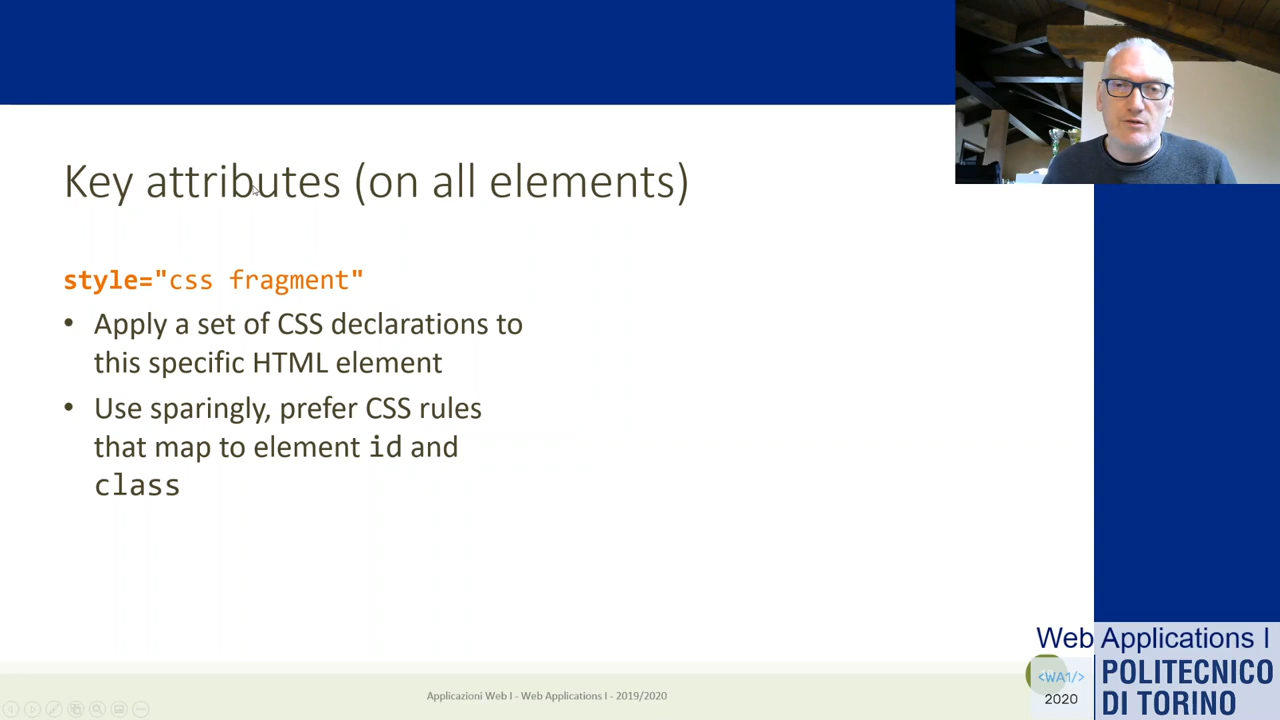 Key attributes (on all elements)
style="css fragment"
• Apply a set of CSS declarations to
this specific HTML element
• Use sparingly, prefer CSS rules
that map to element id and
class
Applicazioni Web I - Web Applications I - 2019/2020
Web Applications I
<WA1/>
2020
POLITECNICO
DI TORINO